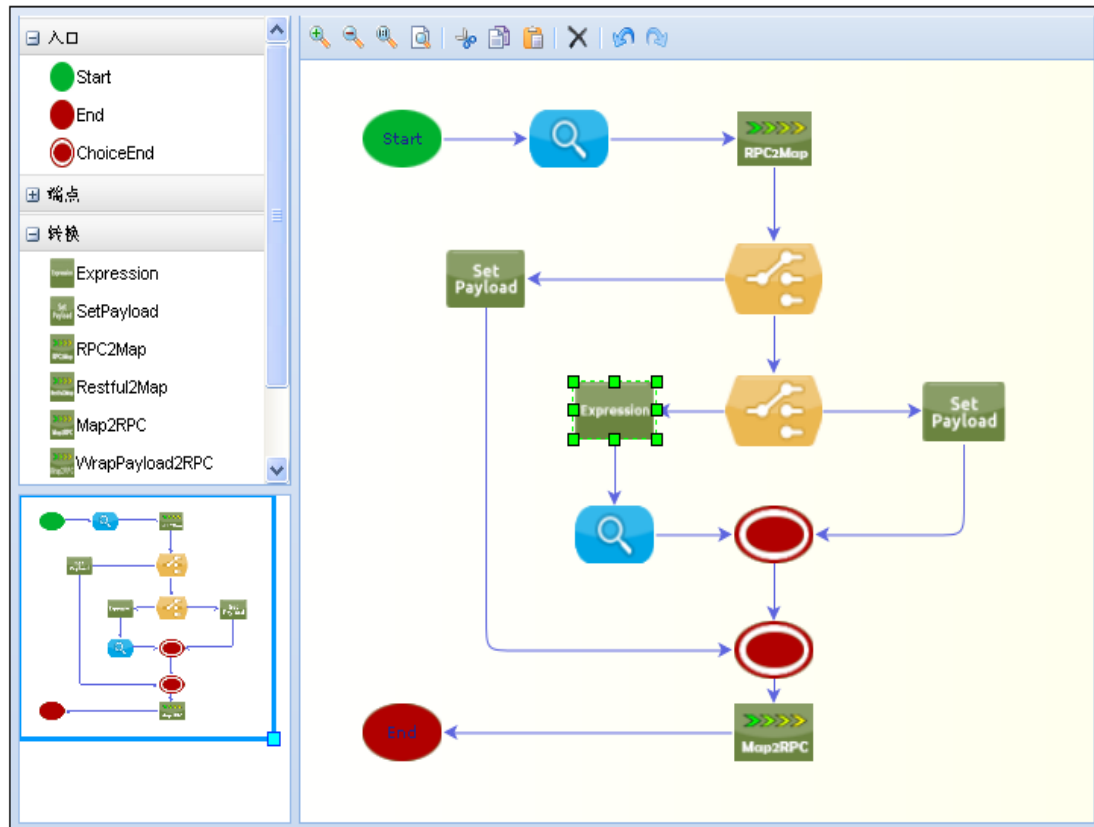 入口
Start
End
ChoiceEnd
端点
转换
Expression
SetPayload
RPC2Map
Restful2Map
Map2RPC
WrapPayload2RPC
Start
RPC2Map
Set
Payload
Expression
Set
Payload
End
Map2RPC